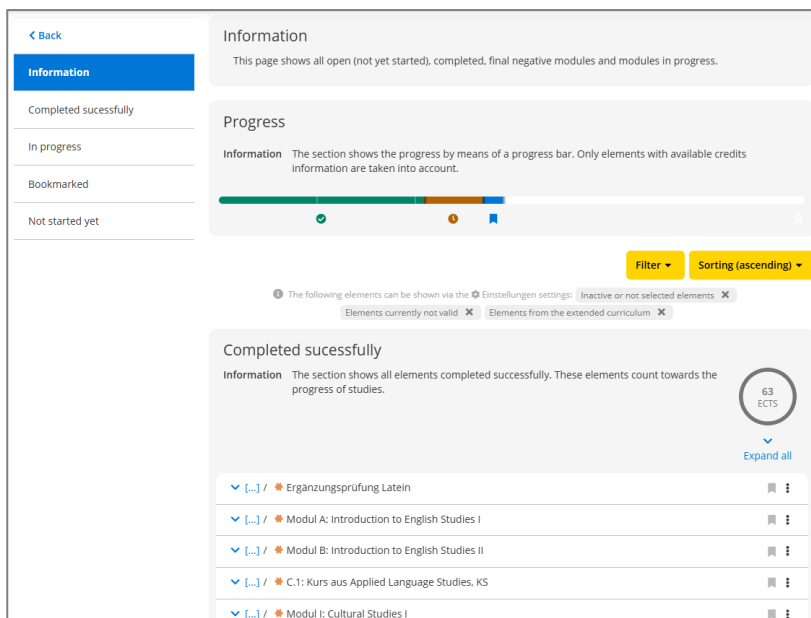 Back
Information
Completed sucessfully
In progress
Bookmarked
Not started yet
Information
This page shows all open (not yet started), completed, final negative modules and modules in progress.
Progress
Information The section shows the progress by means of a progress bar. Only elements with available credits
information are taken into account.
Filter
Sorting (ascending)
The following elements can be shown via the Einstellungen settings: Inactive or not selected elements ✕
Elements currently not valid ✕ Elements from the extended curriculum ✕
Completed sucessfully
Information The section shows all elements completed successfully. These elements count towards the
progress of studies.
63
ECTS
Expand all
[...] / Ergänzungsprüfung Latein
[...] / Modul A: Introduction to English Studies I
[...] / Modul B: Introduction to English Studies II
[...] / C.1: Kurs aus Applied Language Studies, KS
[...] / Modul I: Cultural Studies I